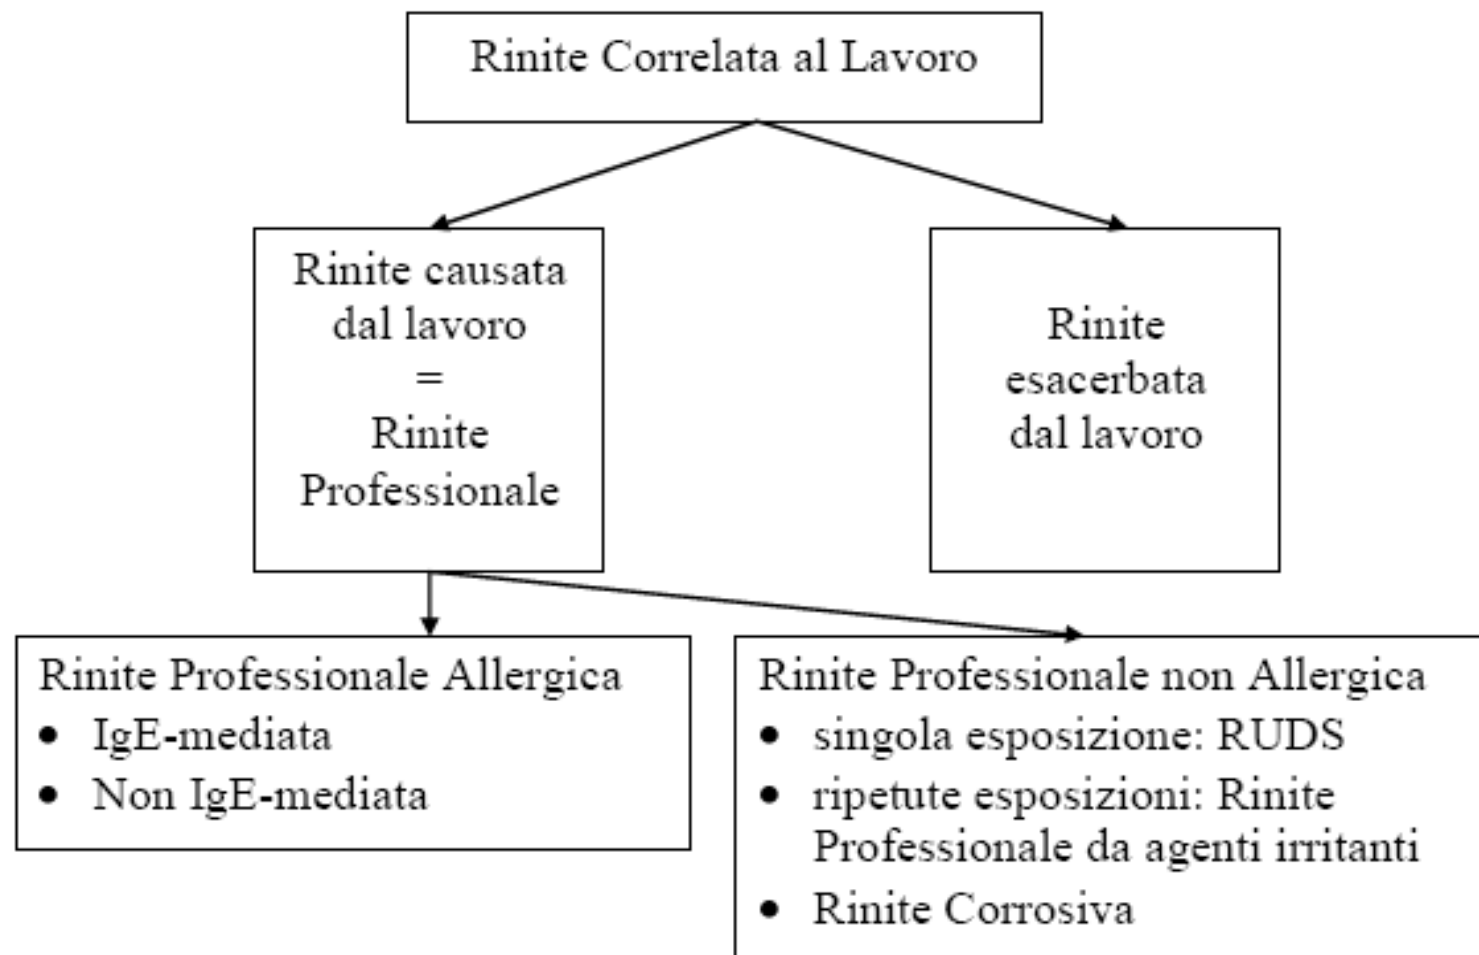 Rinite Correlata al Lavoro
Rinite causata
dal lavoro
=
Rinite
Professionale
Rinite
esacerbata
dal lavoro
Rinite Professionale Allergica
• IgE-mediata
• Non IgE-mediata
Rinite Professionale non Allergica
• singola esposizione: RUDS
• ripetute esposizioni: Rinite
Professionale da agenti irritanti
• Rinite Corrosiva